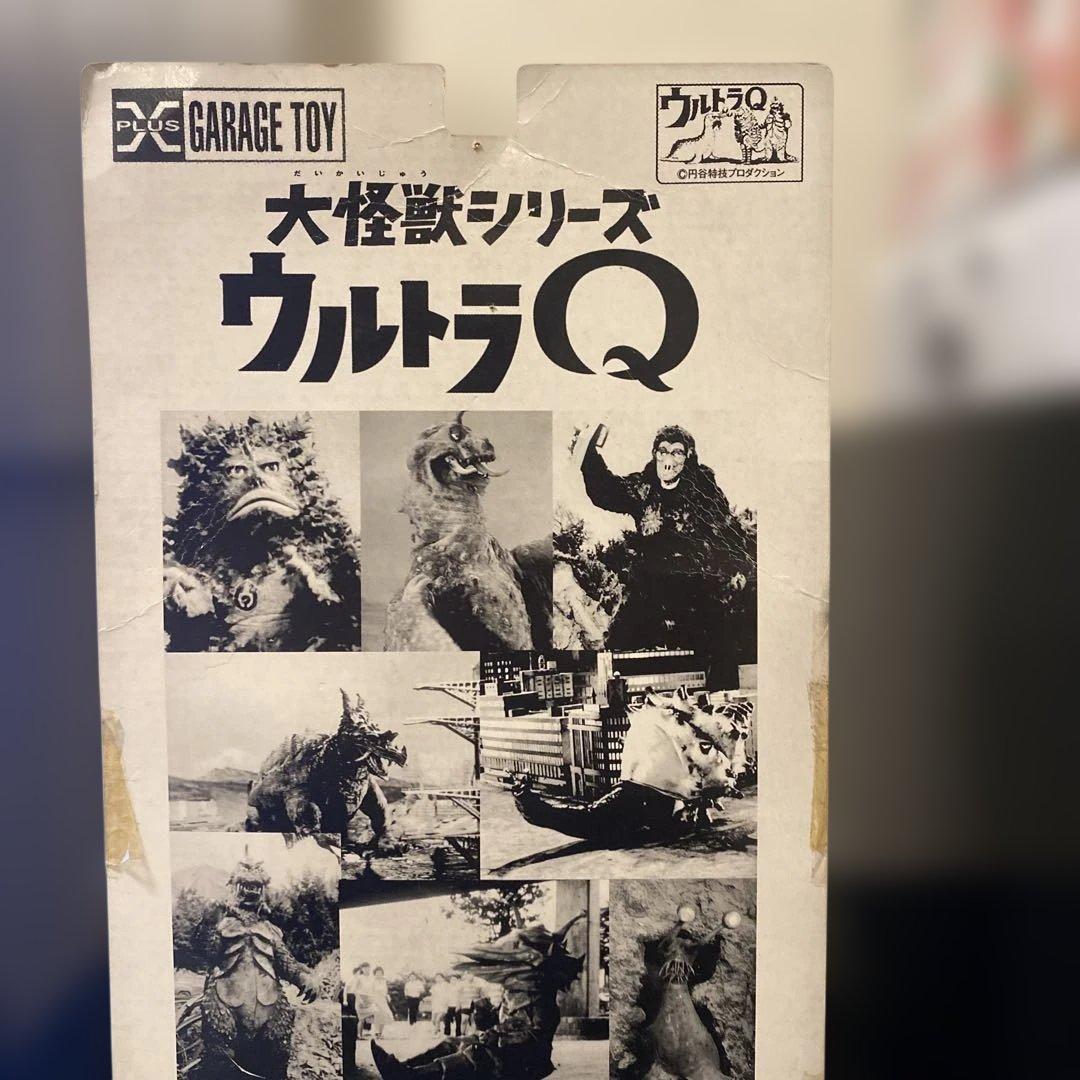 X PLUS GARAGE TOY
ウルトラQ
©円谷特技プロダクション
だいかいじゅう
大怪獣シリーズ
ウルトラQ